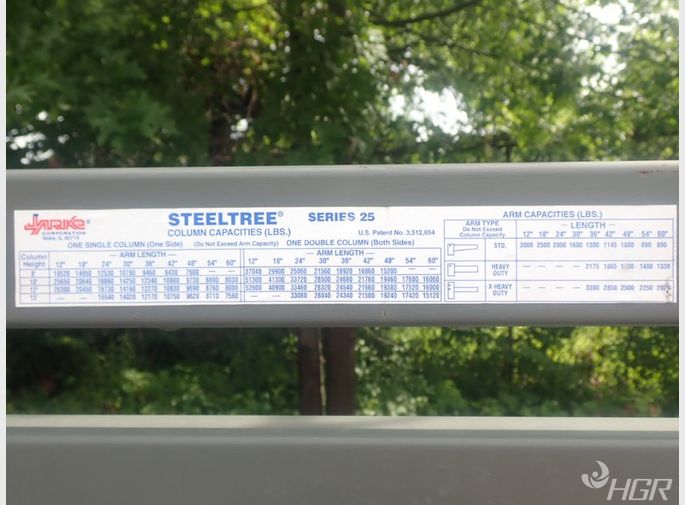 JARKE
CORPORATION
Niles, IL 60714
STEELTREE® SERIES 25
COLUMN CAPACITIES (LBS.) U.S. Patent No. 3,512,654
ONE SINGLE COLUMN (One Side) (Do Not Exceed Arm Capacity) ONE DOUBLE COLUMN (Both Sides)
Column Height — ARM LENGTH — — ARM LENGTH —
12" 18" 24" 30" 36" 42" 48" 54" 60" 12" 18" 24" 30" 36" 42" 48" 54" 60"
8' 18520 14950 12530 10780 9460 8430 7600 — — 37040 29900 25060 21560 18920 16860 15200 — —
10' 25650 20640 16860 14250 12340 10880 9730 8800 8030 51300 41300 33720 28500 24680 21760 19460 17600 16060
12' 26300 20450 16730 14160 12270 10830 9690 8760 8000 52600 40900 33460 28320 24540 21660 19380 17520 16000
15' — — 16540 14020 12170 10750 9620 8710 7560 — — 33080 28040 24340 21500 19240 17420 15120
ARM CAPACITIES (LBS.)
ARM TYPE
Do Not Exceed
Column Capacity
— LENGTH —
12" 18" 24" 30" 36" 42" 48" 54" 60"
STD. 3000 2500 2000 1600 1300 1145 1000 890 800
HEAVY DUTY — — — — 2175 1480 1330
X-HEAVY DUTY — — — — 3300 2850 2500 2250
HGR